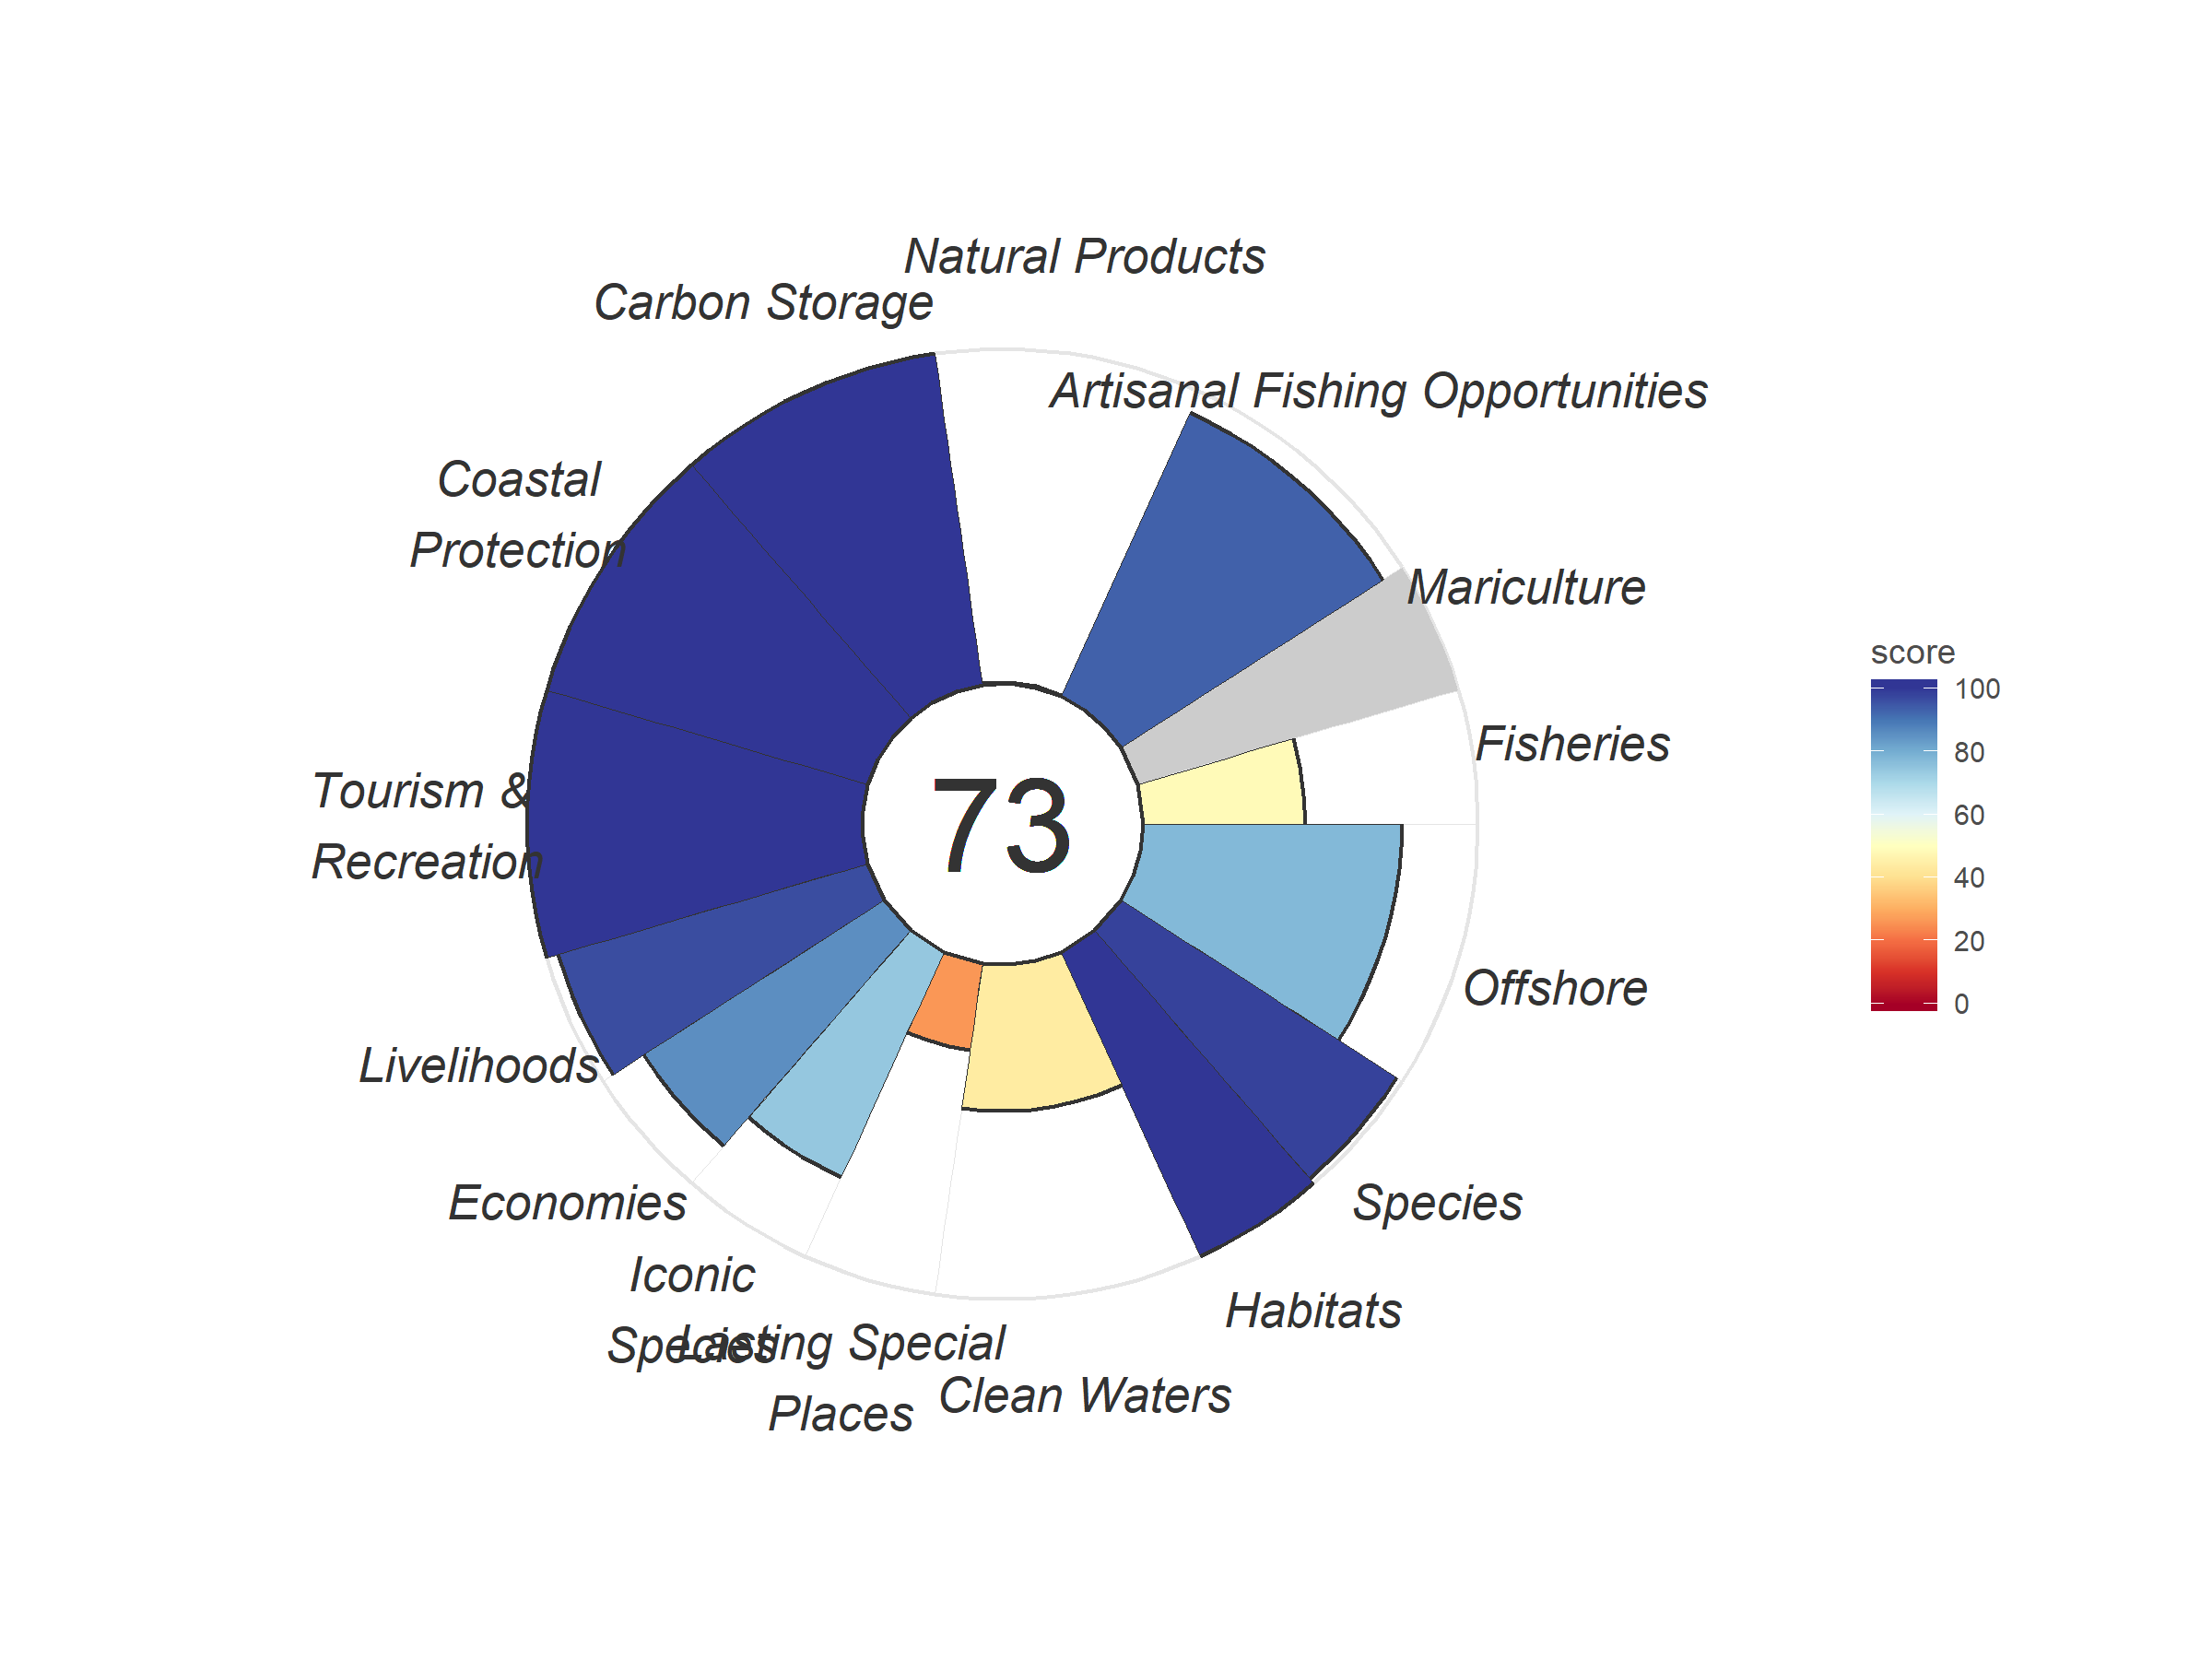 Natural Products
Carbon Storage
Artisanal Fishing Opportunities
Coastal
Protection
Mariculture
Fisheries
Tourism &
Recreation
73
Offshore
Livelihoods
Species
Economies
Iconic
Species
Habitats
Lasting Special
Places
Clean Waters
score
100
80
60
40
20
0